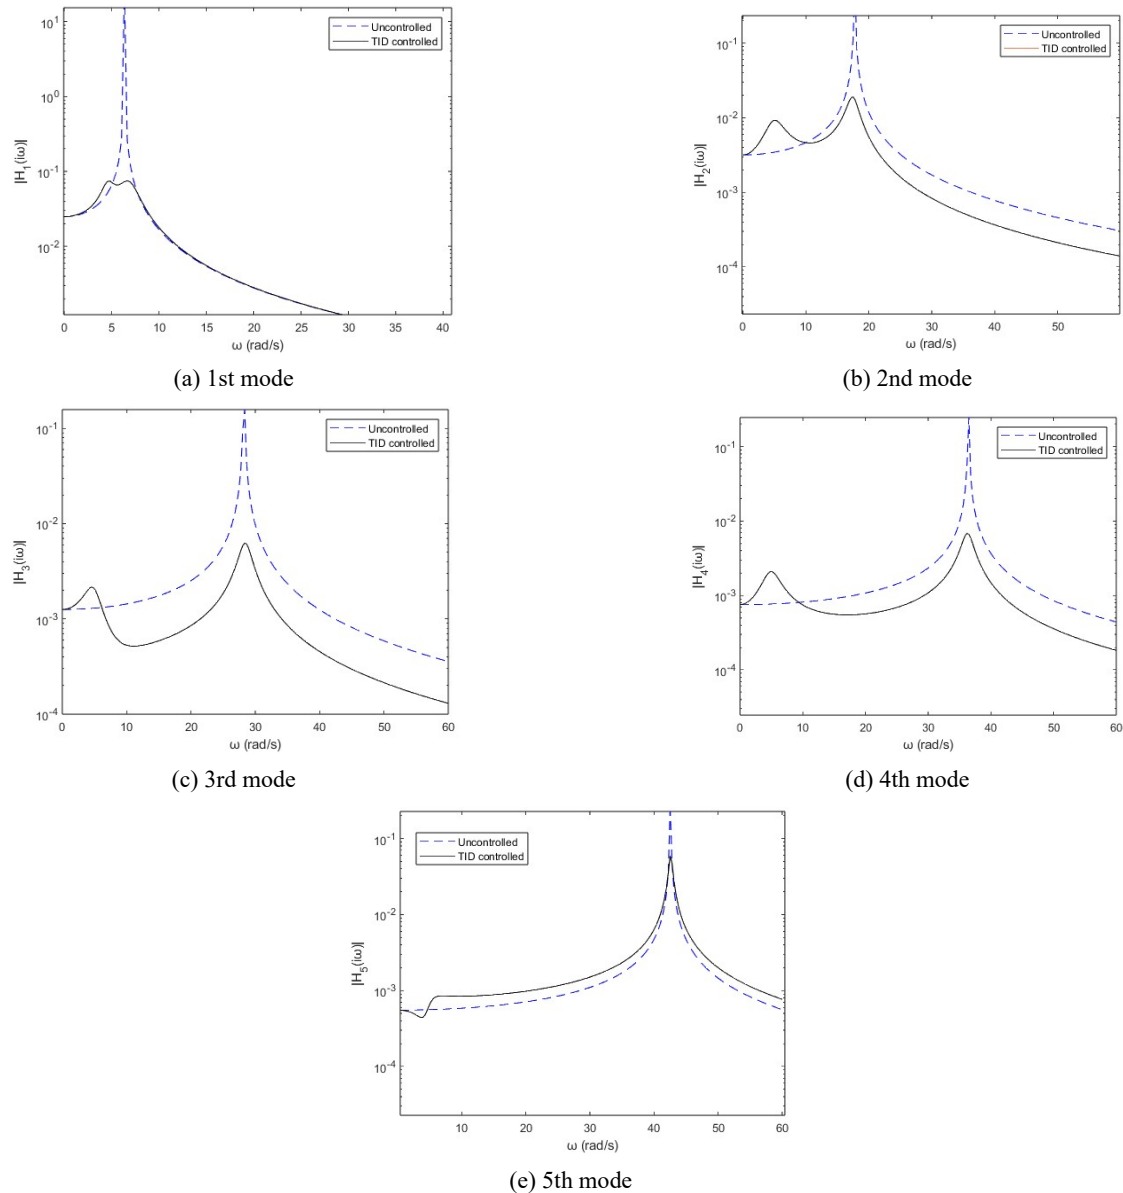 10^1
10^0
10^-1
10^-2
|H_1(iω)|
Uncontrolled
TID controlled
0 5 10 15 20 25 30 35 40
ω (rad/s)
(a) 1st mode
10^-1
10^-2
10^-3
10^-4
|H_2(iω)|
Uncontrolled
TID controlled
0 10 20 30 40 50
ω (rad/s)
(b) 2nd mode
10^-1
10^-2
10^-3
10^-4
|H_3(iω)|
Uncontrolled
TID controlled
0 10 20 30 40 50 60
ω (rad/s)
(c) 3rd mode
10^-1
10^-2
10^-3
10^-4
|H_4(iω)|
Uncontrolled
TID controlled
0 10 20 30 40 50 60
ω (rad/s)
(d) 4th mode
10^-1
10^-2
10^-3
10^-4
|H_5(iω)|
Uncontrolled
TID controlled
10 20 30 40 50 60
ω (rad/s)
(e) 5th mode